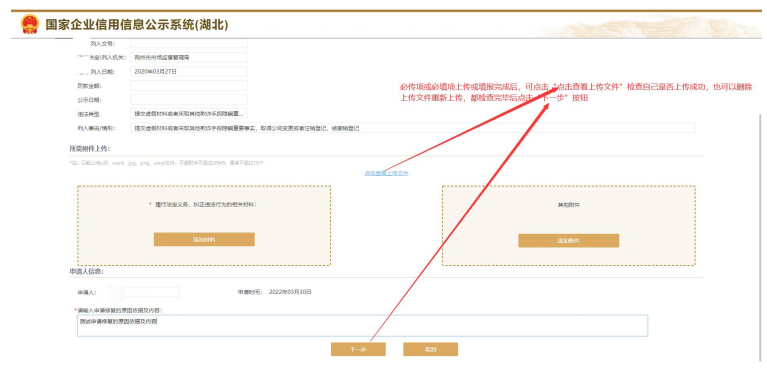 国家企业信用信息公示系统(湖北)
列入文号:
列入机关: 荆州市市场监督管理局
列入日期: 2020年03月27日
罚款金额:
公示日期:
违法类型 提交虚假材料或者采取其他欺诈手段隐瞒重...
列入事由/情形: 提交虚假材料或者采取其他欺诈手段隐瞒重要事实,取得公司变更或者注销登记,被撤销登记
必传项或必填项上传或填报完成后,可点击“点击查看上传文件”检查自己是否上传成功,也可以删除
上传文件重新上传,都检查完毕后点击“下一步”按钮
所需附件上传:
点击查看上传文件
* 履行法定义务、纠正违法行为的相关材料:
添加材料
其他附件
添加附件
申请人信息:
申请人: 申请时间: 2022年03月30日
*请输入申请修复的原因依据及内容:
测试申请修复的原因依据及内容
下一步 取消